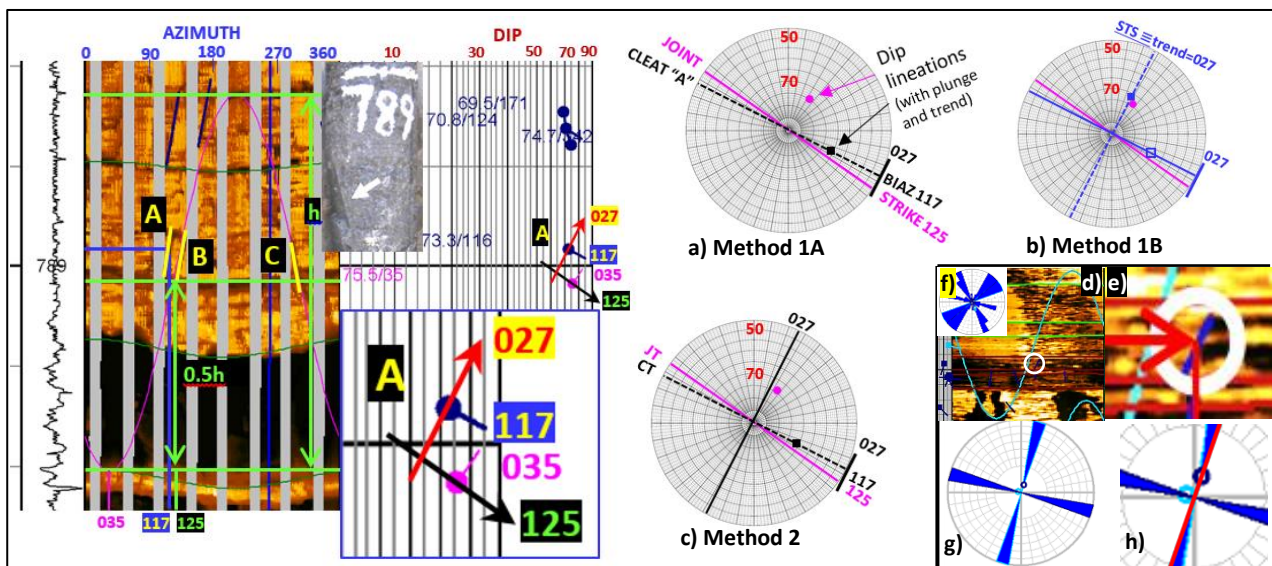 AZIMUTH
0 90 180 270 360
DIP
10 30 50 70 90
789
69.5/171
70.8/124
A
B
C
h
027
A
73.3/116
117
789
75.5/35
035
125
0.5h
027
A
117
035
125
035 117 125
50
JOINT
CLEAT "A"
70
Dip
lineations
(with plunge
and trend)
027
BIAZ 117
STRIKE 125
a) Method 1A
STS ≡trend=027
50
70
027
b) Method 1B
50
027
JT
CT
70
027
117
125
c) Method 2
f)
d)
e)
g)
h)